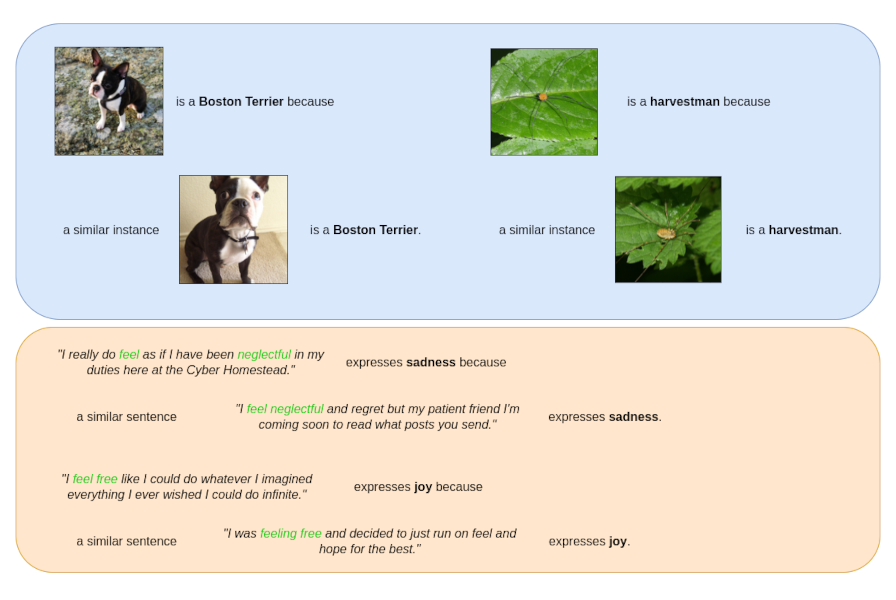 is a Boston Terrier because
is a harvestman because
a similar instance
is a Boston Terrier.
a similar instance
is a harvestman.
"I really do feel as if I have been neglectful in my
duties here at the Cyber Homestead."
expresses sadness because
a similar sentence
"I feel neglectful and regret but my patient friend I'm
coming soon to read what posts you send."
expresses sadness.
"I feel free like I could do whatever I imagined
everything I ever wished I could do infinite."
expresses joy because
a similar sentence
"I was feeling free and decided to just run on feel and
hope for the best."
expresses joy.